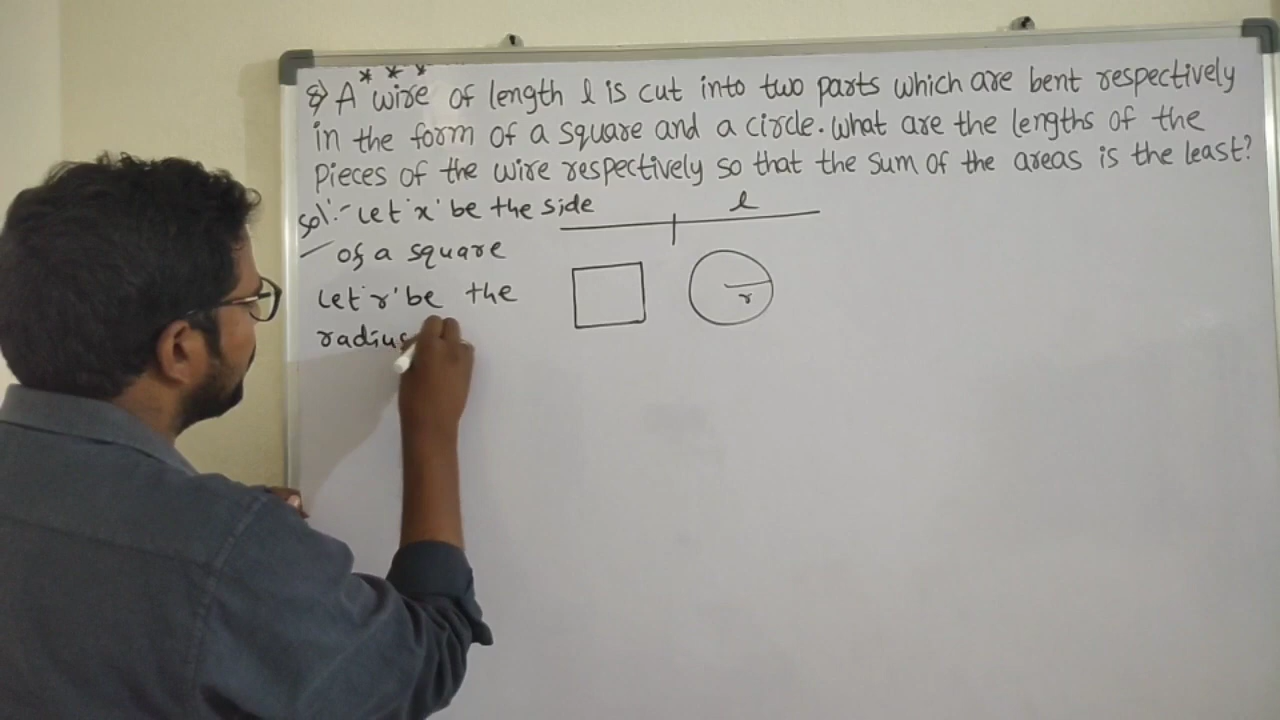 8) A wire of length l is cut into two parts which are bent respectively
* * *
in the form of a square and a circle. What are the lengths of the
pieces of the wire respectively so that the sum of the areas is the least?
Sol:- Let 'x' be the side
l
of a square
Let 'r' be the
r
radius